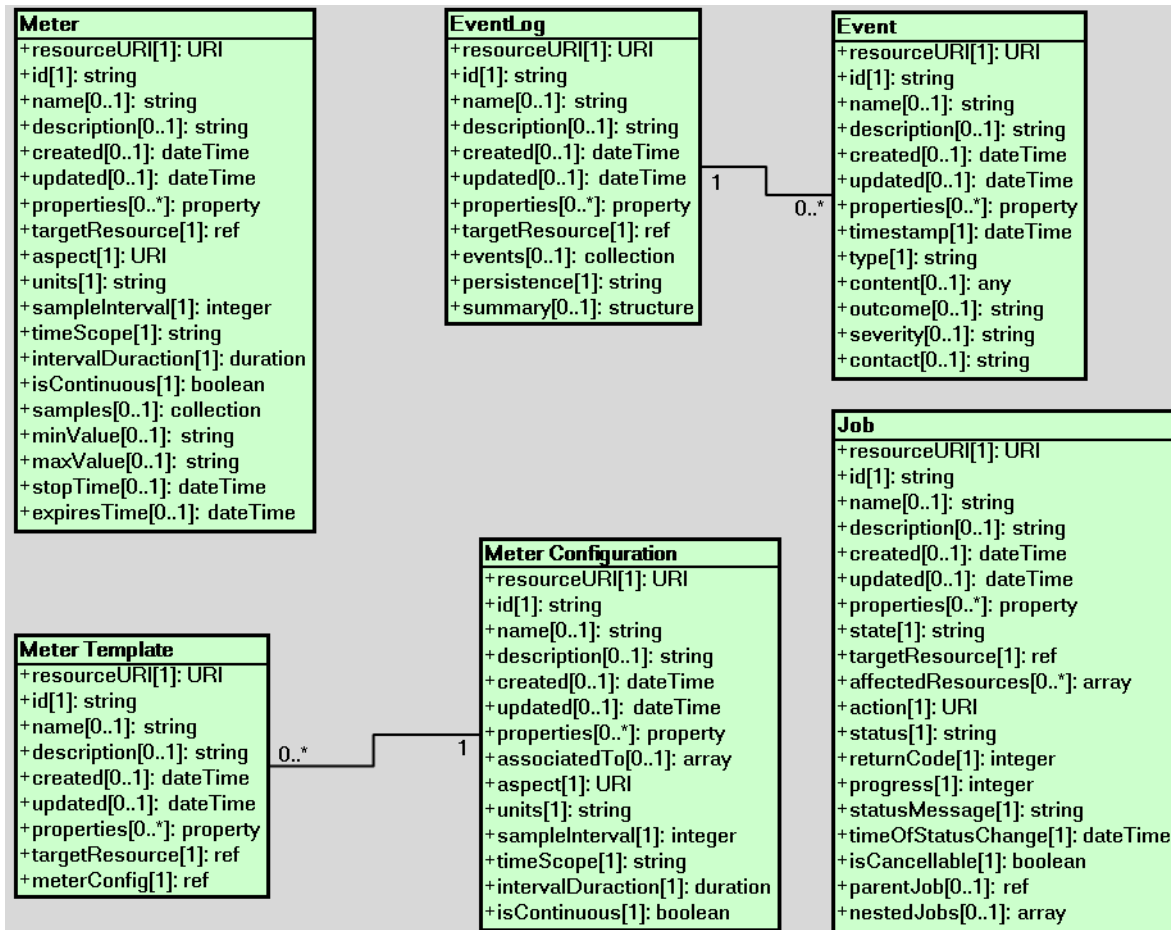 Meter
+resourceURI[1]: URI
+id[1]: string
+name[0..1]: string
+description[0..1]: string
+created[0..1]: dateTime
+updated[0..1]: dateTime
+properties[0..*]: property
+targetResource[1]: ref
+aspect[1]: URI
+units[1]: string
+sampleInterval[1]: integer
+timeScope[1]: string
+intervalDuraction[1]: duration
+isContinuous[1]: boolean
+samples[0..1]: collection
+minValue[0..1]: string
+maxValue[0..1]: string
+stopTime[0..1]: dateTime
+expiresTime[0..1]: dateTime
EventLog
+resourceURI[1]: URI
+id[1]: string
+name[0..1]: string
+description[0..1]: string
+created[0..1]: dateTime
+updated[0..1]: dateTime
+properties[0..*]: property
+targetResource[1]: ref
+events[0..1]: collection
+persistence[1]: string
+summary[0..1]: structure
1
0..*
Event
+resourceURI[1]: URI
+id[1]: string
+name[0..1]: string
+description[0..1]: string
+created[0..1]: dateTime
+updated[0..1]: dateTime
+properties[0..*]: property
+timestamp[1]: dateTime
+type[1]: string
+content[0..1]: any
+outcome[0..1]: string
+severity[0..1]: string
+contact[0..1]: string
Meter Template
+resourceURI[1]: URI
+id[1]: string
+name[0..1]: string
+description[0..1]: string
+created[0..1]: dateTime
+updated[0..1]: dateTime
+properties[0..*]: property
+targetResource[1]: ref
+meterConfig[1]: ref
0..*
1
Meter Configuration
+resourceURI[1]: URI
+id[1]: string
+name[0..1]: string
+description[0..1]: string
+created[0..1]: dateTime
+updated[0..1]: dateTime
+properties[0..*]: property
+associatedTo[0..1]: array
+aspect[1]: URI
+units[1]: string
+sampleInterval[1]: integer
+timeScope[1]: string
+intervalDuraction[1]: duration
+isContinuous[1]: boolean
Job
+resourceURI[1]: URI
+id[1]: string
+name[0..1]: string
+description[0..1]: string
+created[0..1]: dateTime
+updated[0..1]: dateTime
+properties[0..*]: property
+state[1]: string
+targetResource[1]: ref
+affectedResources[0..*]: array
+action[1]: URI
+status[1]: string
+returnCode[1]: integer
+progress[1]: integer
+statusMessage[1]: string
+timeOfStatusChange[1]: dateTime
+isCancellable[1]: boolean
+parentJob[0..1]: ref
+nestedJobs[0..1]: array